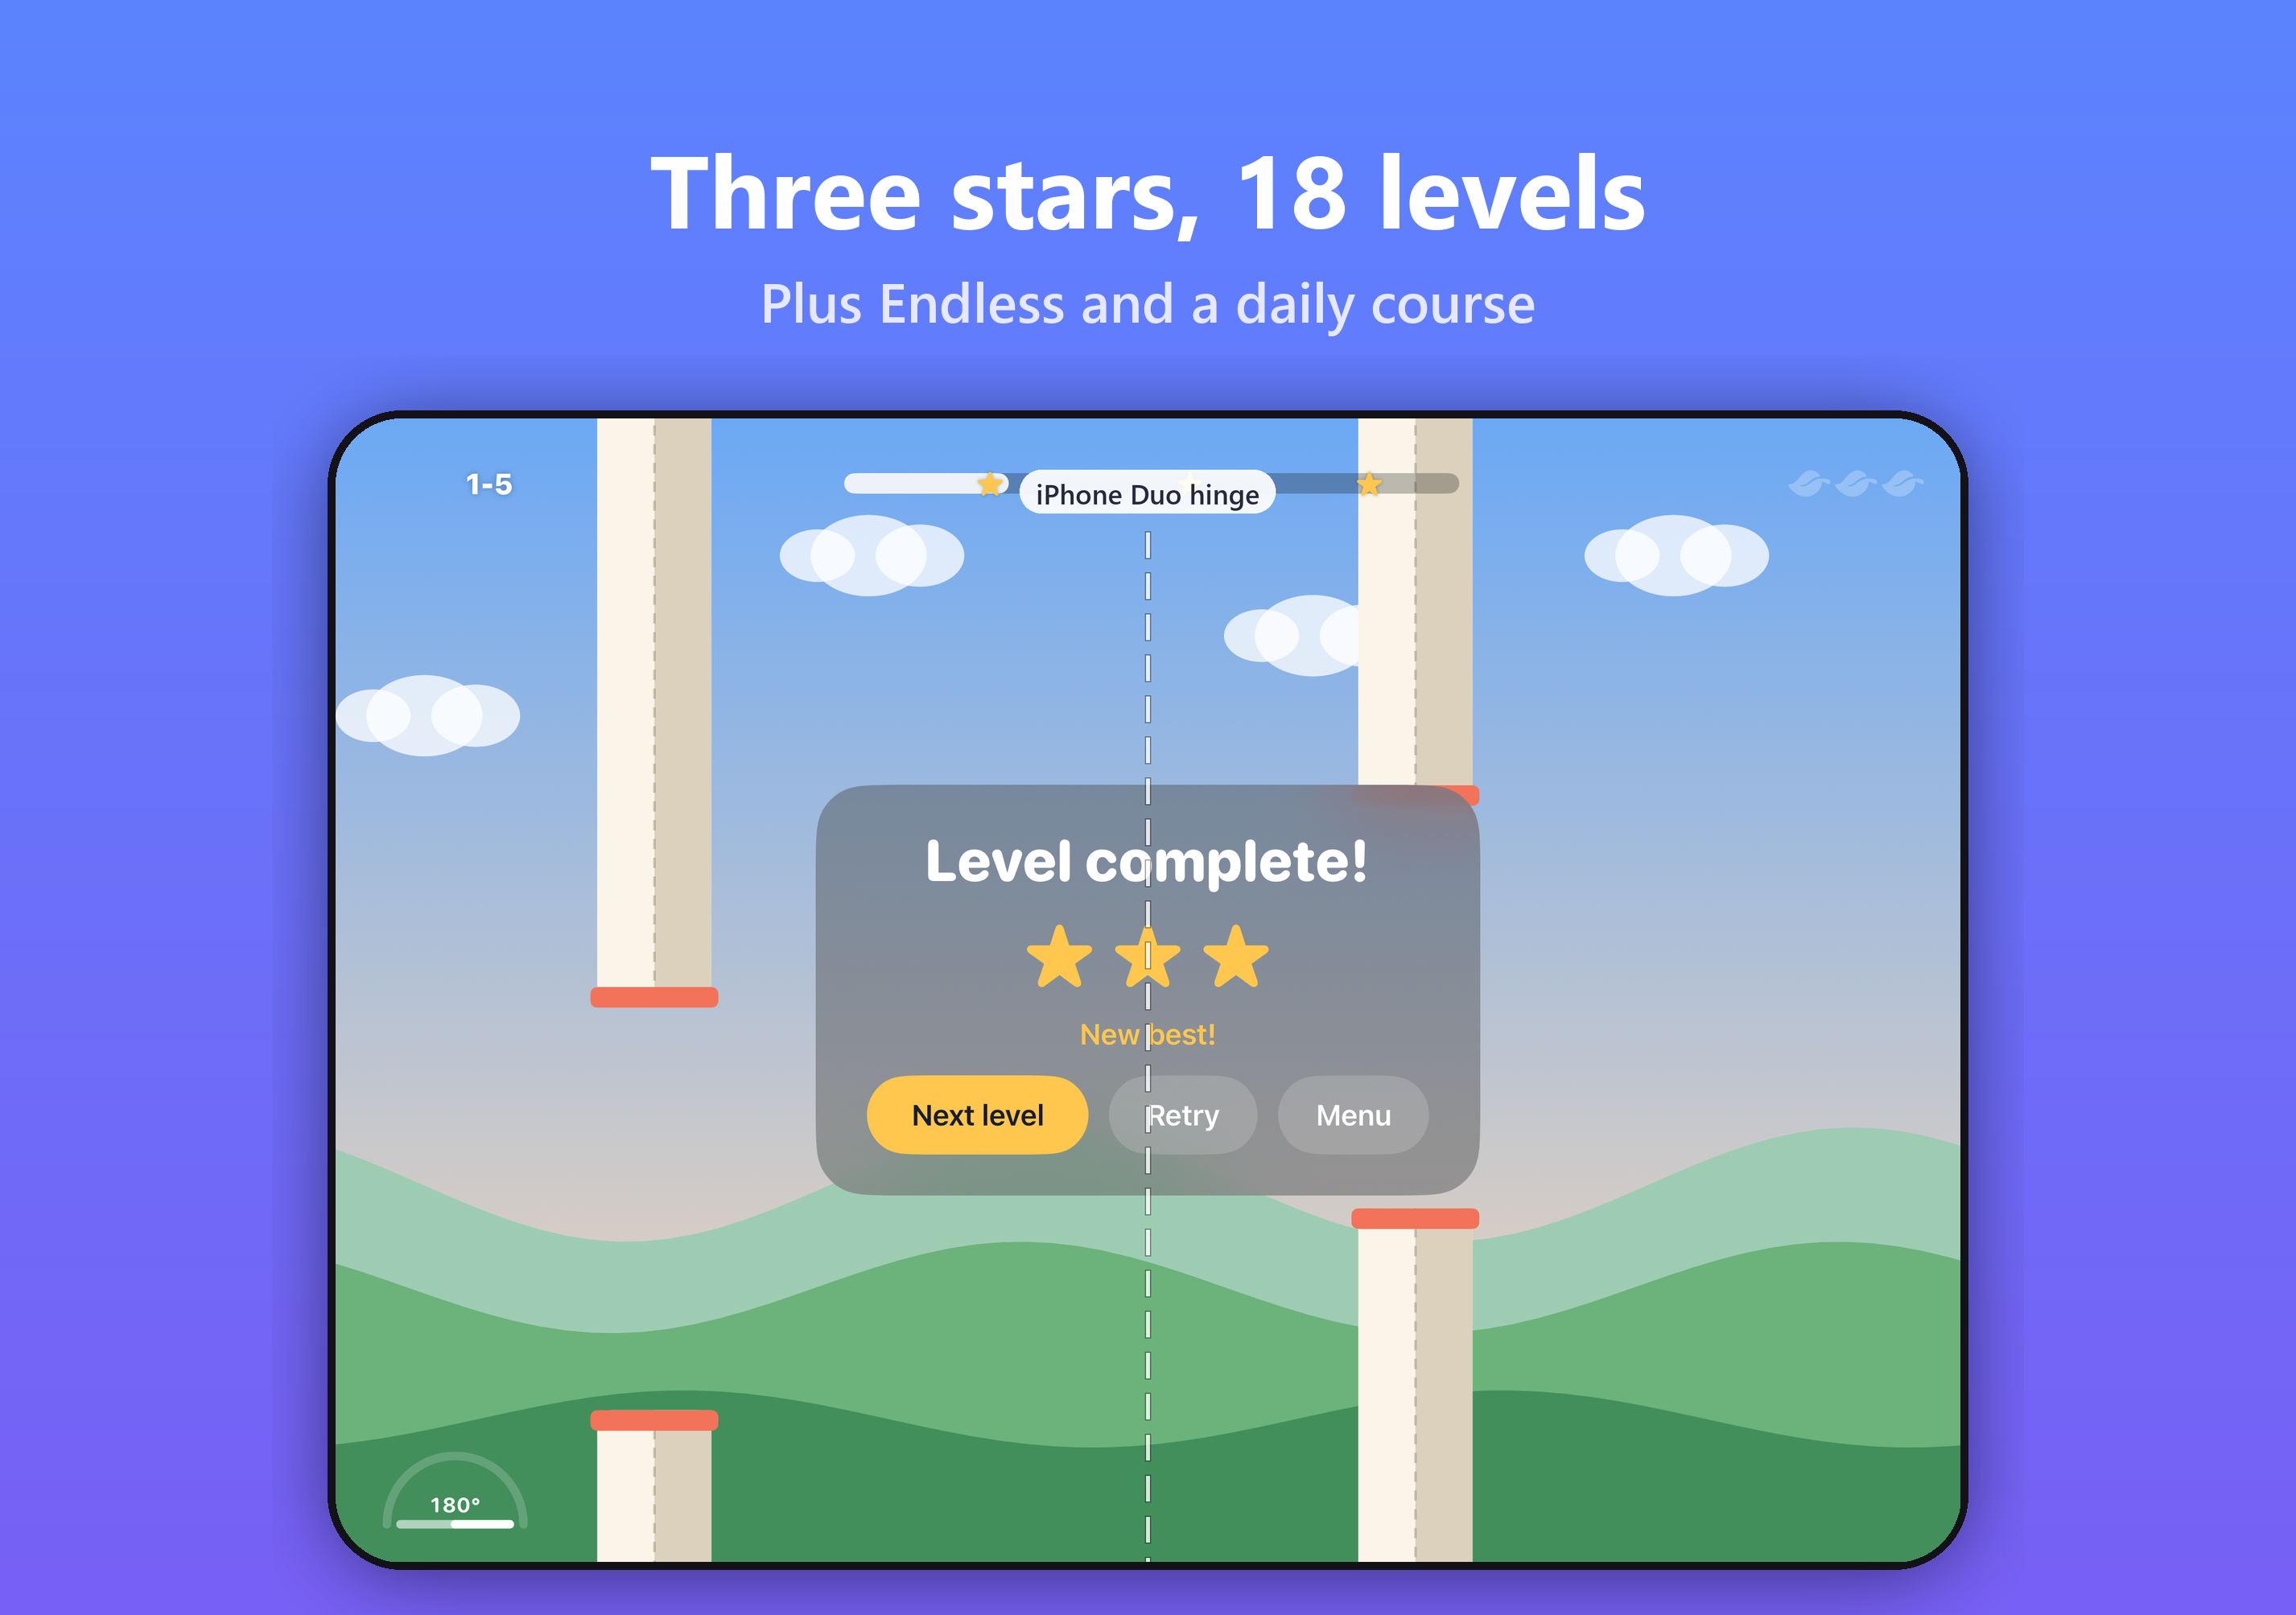 Three stars, 18 levels
Plus Endless and a daily course
1-5
iPhone Duo hinge
Level complete!
New best!
Next level
Retry
Menu
180°